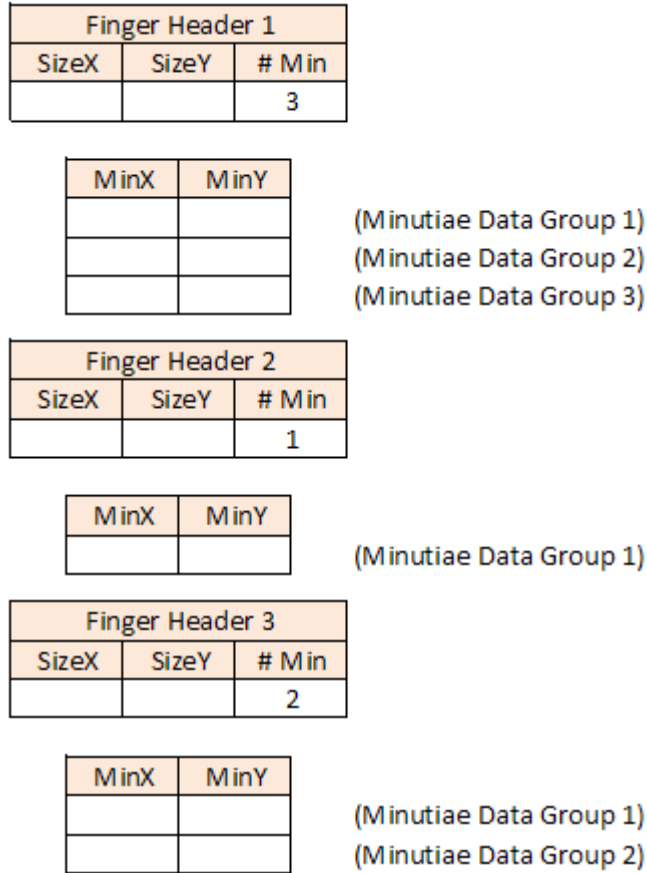 Finger Header 1
SizeX SizeY # Min
3
MinX MinY
(Minutiae Data Group 1)
(Minutiae Data Group 2)
(Minutiae Data Group 3)
Finger Header 2
SizeX SizeY # Min
1
MinX MinY
(Minutiae Data Group 1)
Finger Header 3
SizeX SizeY # Min
2
MinX MinY
(Minutiae Data Group 1)
(Minutiae Data Group 2)